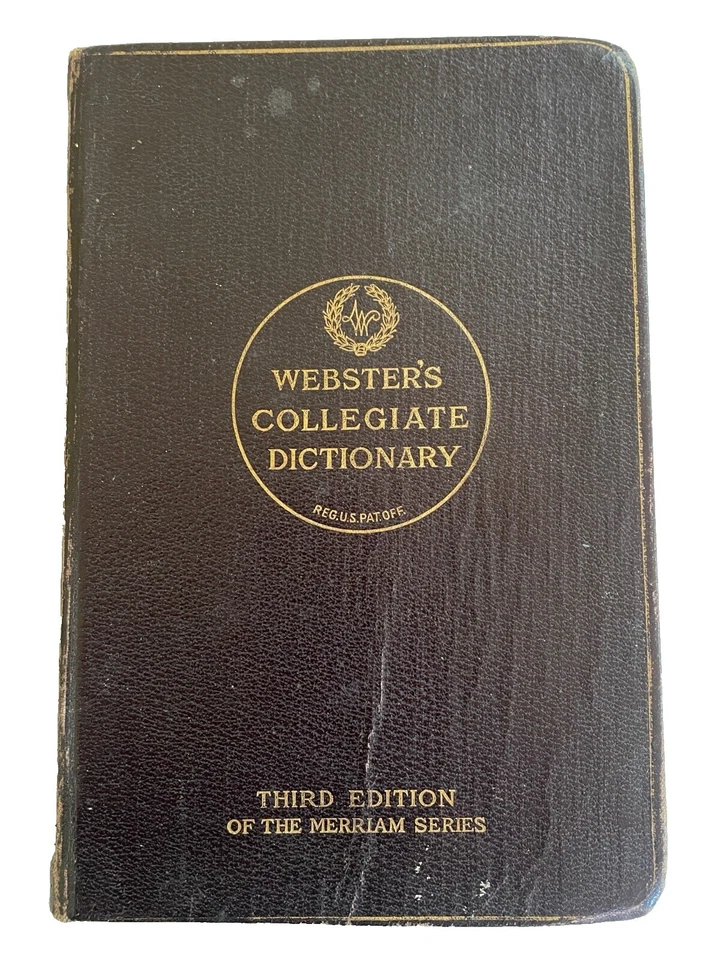 W
WEBSTER'S
COLLEGIATE
DICTIONARY
REG.U.S.PAT.OFF.
THIRD EDITION
OF THE MERRIAM SERIES